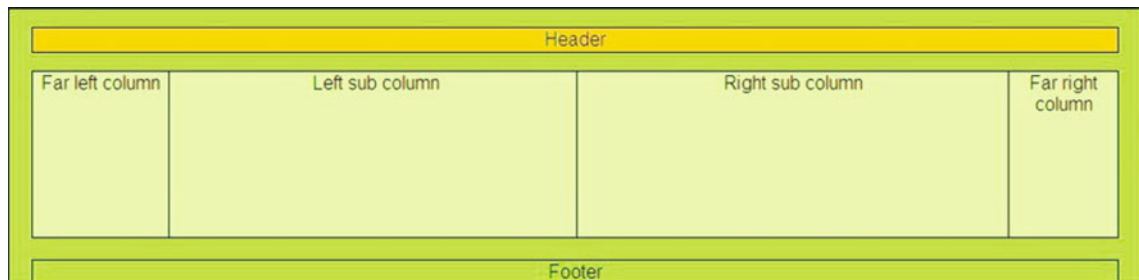 Header
Far left column
Left sub column
Right sub column
Far right
column
Footer